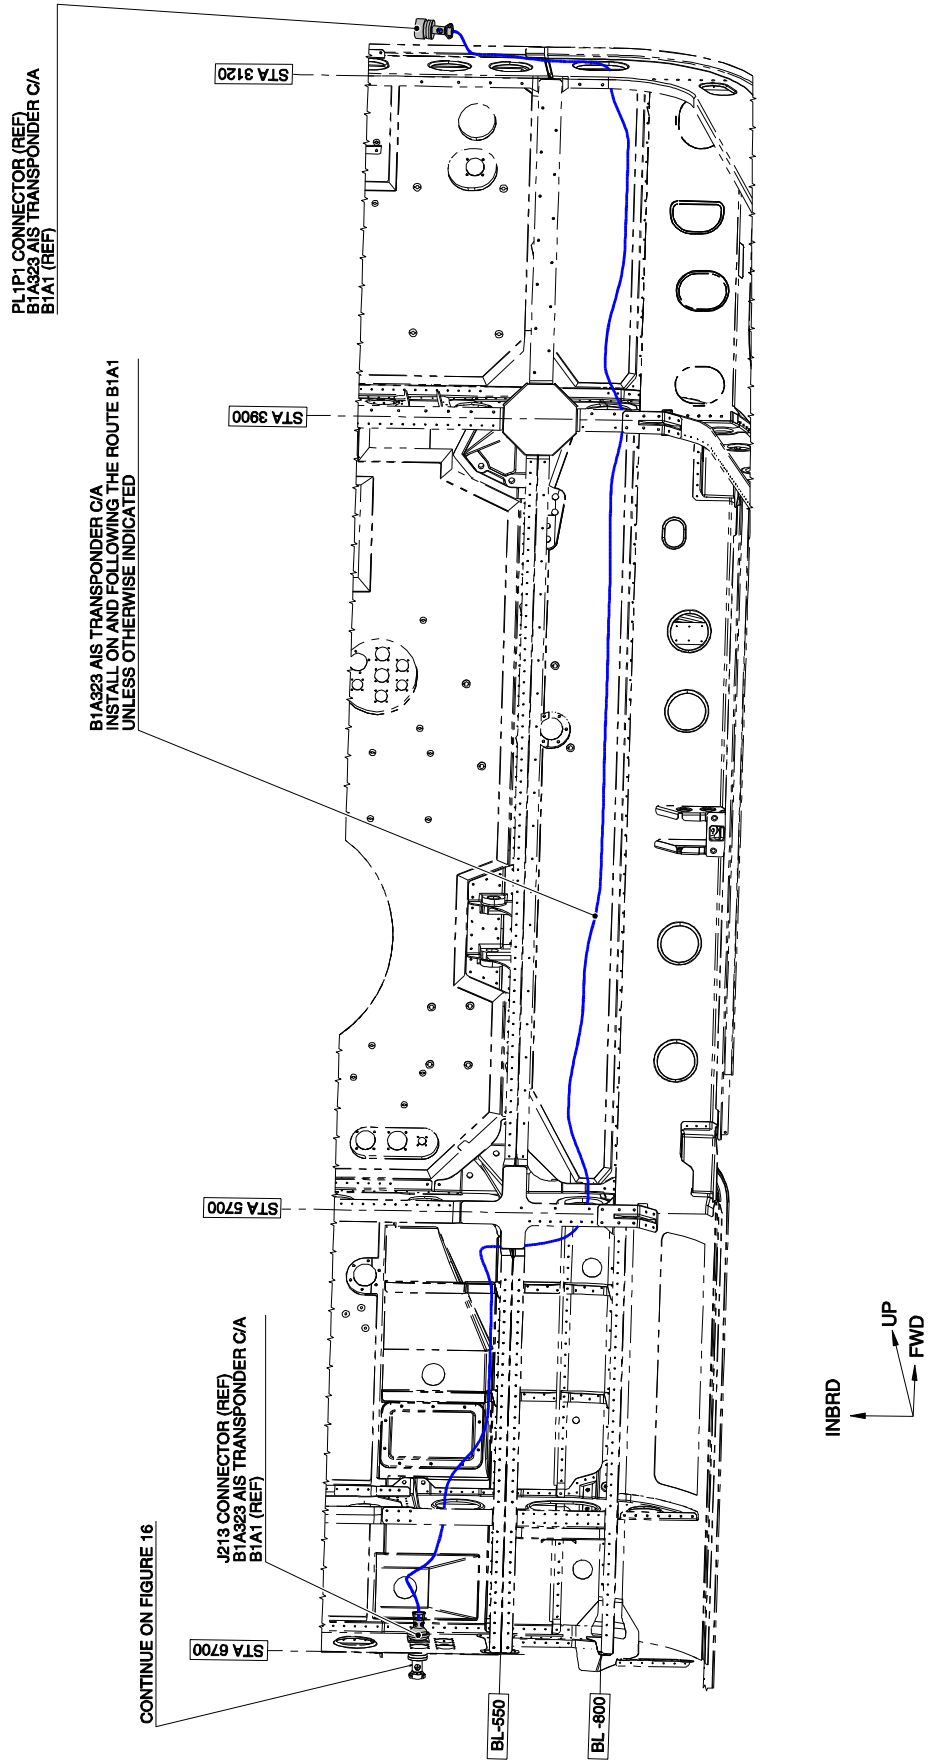 PL1P1 CONNECTOR (REF)
B1A323 AIS TRANSPONDER C/A
B1A1 (REF)
STA 3120
STA 3900
B1A323 AIS TRANSPONDER C/A
INSTALL ON AND FOLLOWING THE ROUTE B1A1
UNLESS OTHERWISE INDICATED
STA 5700
J213 CONNECTOR (REF)
B1A323 AIS TRANSPONDER C/A
B1A1 (REF)
CONTINUE ON FIGURE 16
STA 6700
BL-550
BL -800
INBRD
UP
FWD